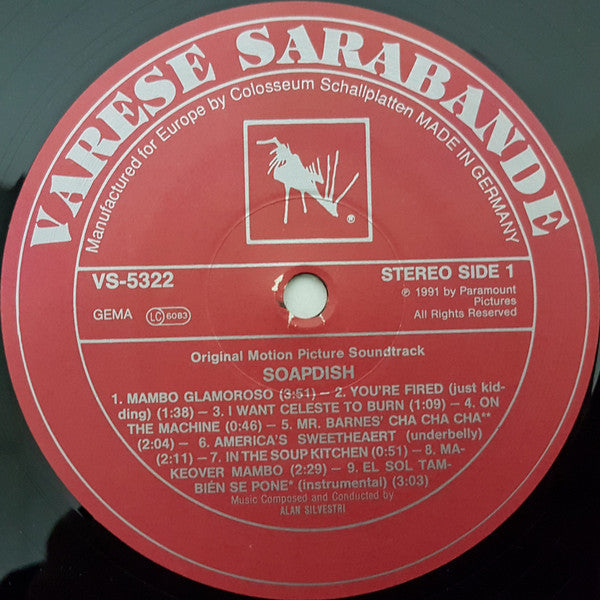 VARESE SARABANDE
Manufactured for Europe by Colosseum Schallplatten MADE IN GERMANY
®
VS-5322
STEREO SIDE 1
GEMA
LC 6083
℗ 1991 by Paramount
Pictures
All Rights Reserved
Original Motion Picture Soundtrack
SOAPDISH
1. MAMBO GLAMOROSO (3:51) – 2. YOU'RE FIRED (just kid-
ding) (1:38) – 3. I WANT CELESTE TO BURN (1:09) – 4. ON
THE MACHINE (0:46) – 5. MR. BARNES' CHA CHA CHA**
(2:04) – 6. AMERICA'S SWEETHEAERT (underbelly)
(2:11) – 7. IN THE SOUP KITCHEN (0:51) – 8. MA-
KEOVER MAMBO (2:29) – 9. EL SOL TAM-
BIÉN SE PONE* (instrumental) (3:03)
Music Composed and Conducted by
ALAN SILVESTRI